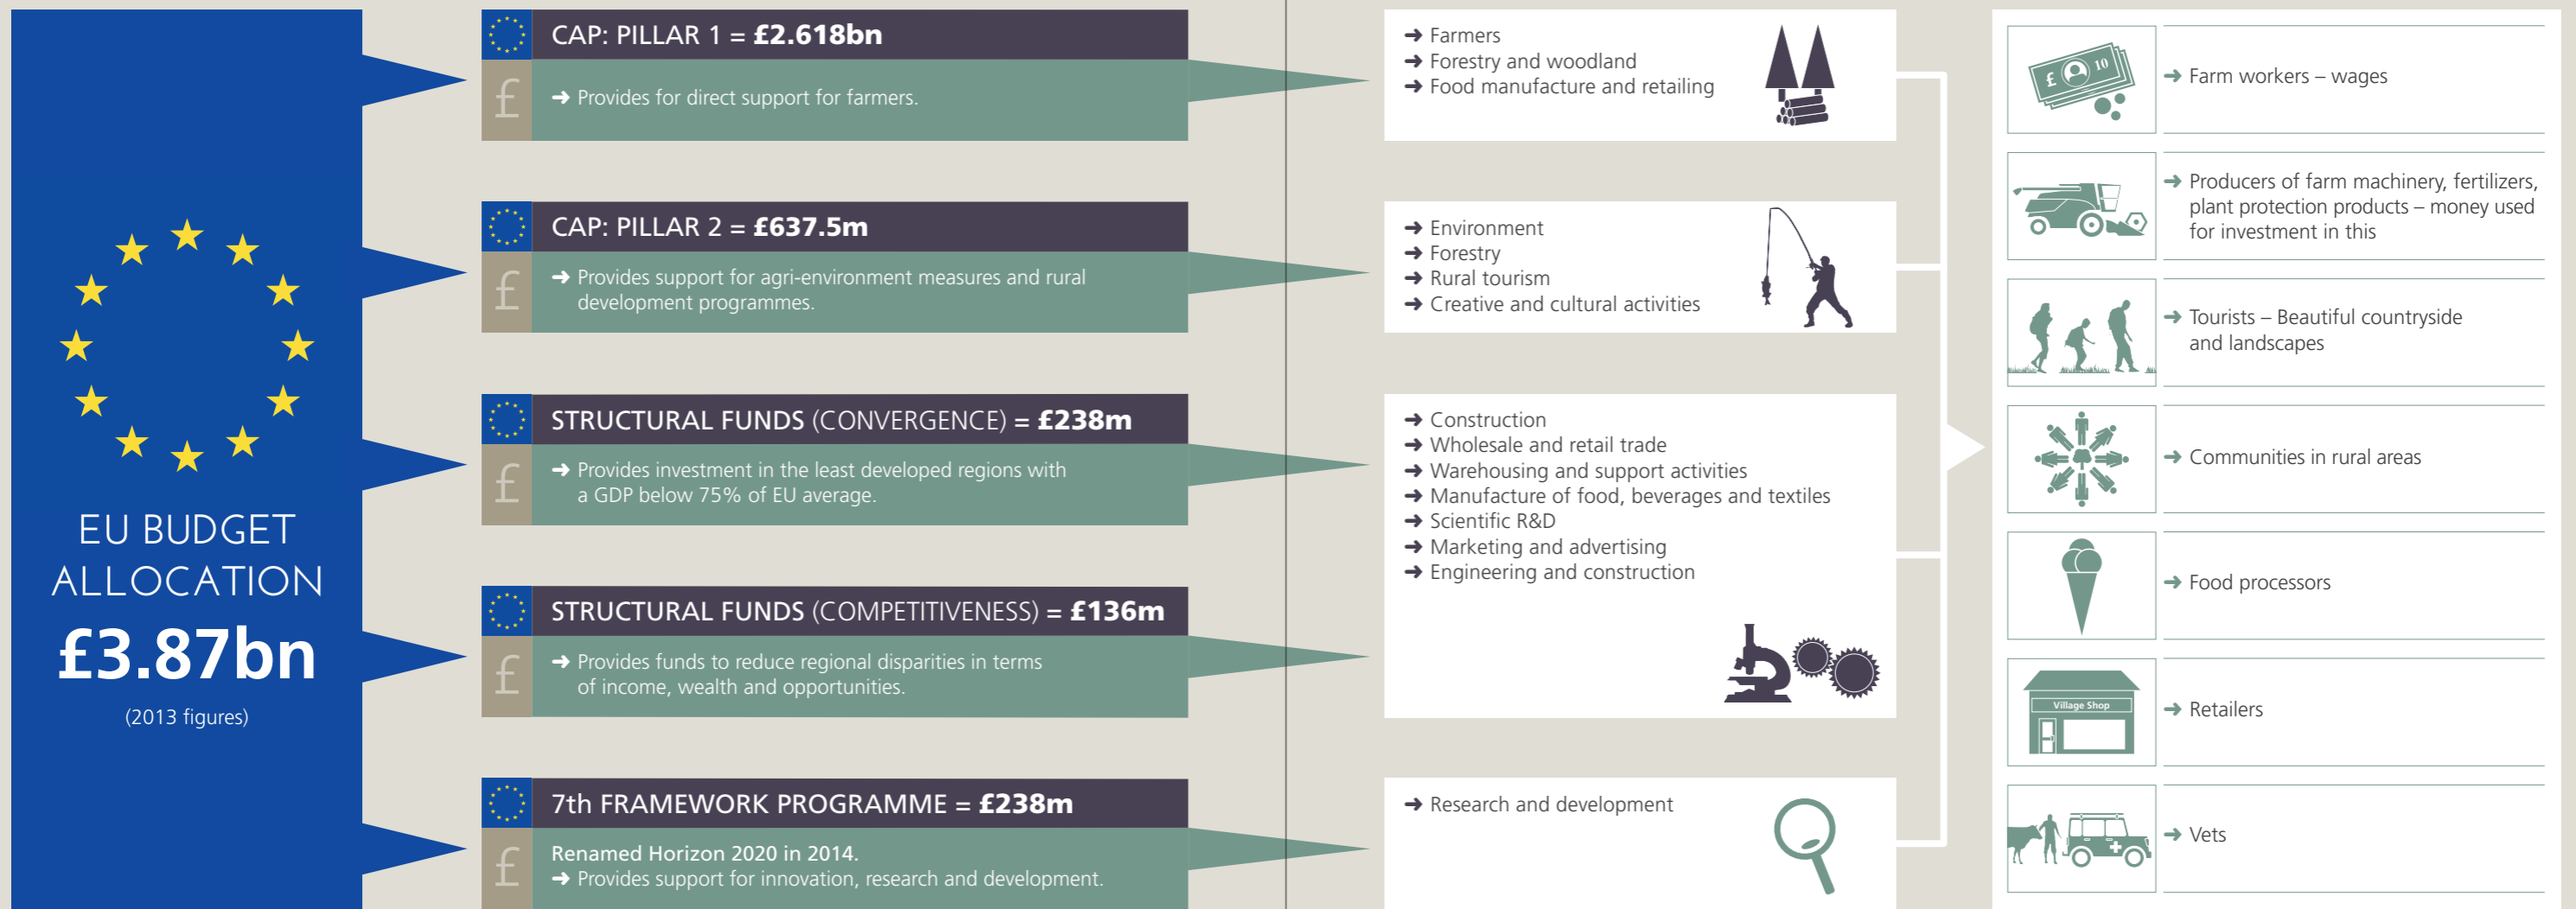 EU BUDGET
ALLOCATION
£3.87bn
(2013 figures)
CAP: PILLAR 1 = £2.618bn
£
➜ Provides for direct support for farmers.
CAP: PILLAR 2 = £637.5m
£
➜ Provides support for agri-environment measures and rural
development programmes.
STRUCTURAL FUNDS (CONVERGENCE) = £238m
£
➜ Provides investment in the least developed regions with
a GDP below 75% of EU average.
STRUCTURAL FUNDS (COMPETITIVENESS) = £136m
£
➜ Provides funds to reduce regional disparities in terms
of income, wealth and opportunities.
7th FRAMEWORK PROGRAMME = £238m
£
Renamed Horizon 2020 in 2014.
➜ Provides support for innovation, research and development.
➜ Farmers
➜ Forestry and woodland
➜ Food manufacture and retailing
➜ Environment
➜ Forestry
➜ Rural tourism
➜ Creative and cultural activities
➜ Construction
➜ Wholesale and retail trade
➜ Warehousing and support activities
➜ Manufacture of food, beverages and textiles
➜ Scientific R&D
➜ Marketing and advertising
➜ Engineering and construction
➜ Research and development
£ 10
➜ Farm workers – wages
➜ Producers of farm machinery, fertilizers,
plant protection products – money used
for investment in this
➜ Tourists – Beautiful countryside
and landscapes
➜ Communities in rural areas
➜ Food processors
Village Shop
➜ Retailers
➜ Vets